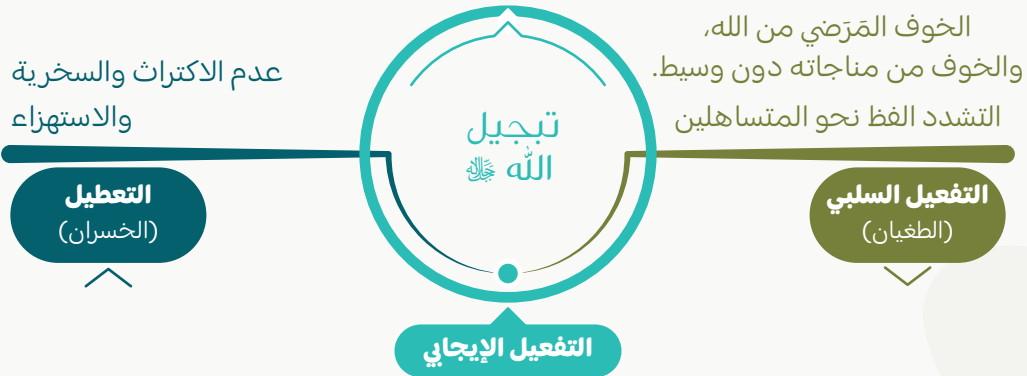 الخوف المَرَضي من الله،
والخوف من مناجاته دون وسيط.
التشدد الفظ نحو المتساهلين
التفعيل السلبي
(الطغيان)
تبجيل
الله ﷻ
عدم الاكتراث والسخرية
والاستهزاء
التعطيل
(الخسران)
التفعيل الإيجابي